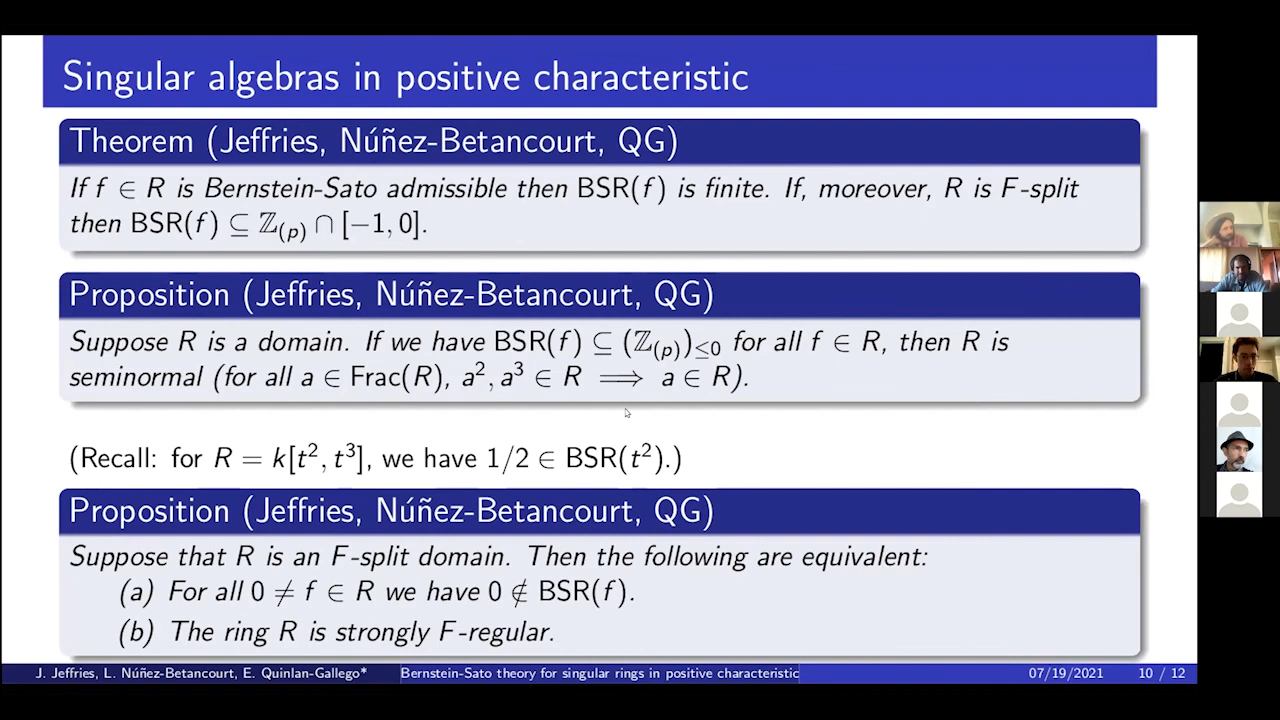 Singular algebras in positive characteristic
Theorem (Jeffries, Núñez-Betancourt, QG)
If f ∈ R is Bernstein-Sato admissible then BSR(f) is finite. If, moreover, R is F-split
then BSR(f) ⊆ ℤ₍ₚ₎ ∩ [−1, 0].
Proposition (Jeffries, Núñez-Betancourt, QG)
Suppose R is a domain. If we have BSR(f) ⊆ (ℤ₍ₚ₎)≤0 for all f ∈ R, then R is
seminormal (for all a ∈ Frac(R), a², a³ ∈ R ⟹ a ∈ R).
(Recall: for R = k[t², t³], we have 1/2 ∈ BSR(t²).)
Proposition (Jeffries, Núñez-Betancourt, QG)
Suppose that R is an F-split domain. Then the following are equivalent:
(a) For all 0 ≠ f ∈ R we have 0 ∉ BSR(f).
(b) The ring R is strongly F-regular.
J. Jeffries, L. Núñez-Betancourt, E. Quinlan-Gallego* Bernstein-Sato theory for singular rings in positive characteristic 07/19/2021 10 / 12